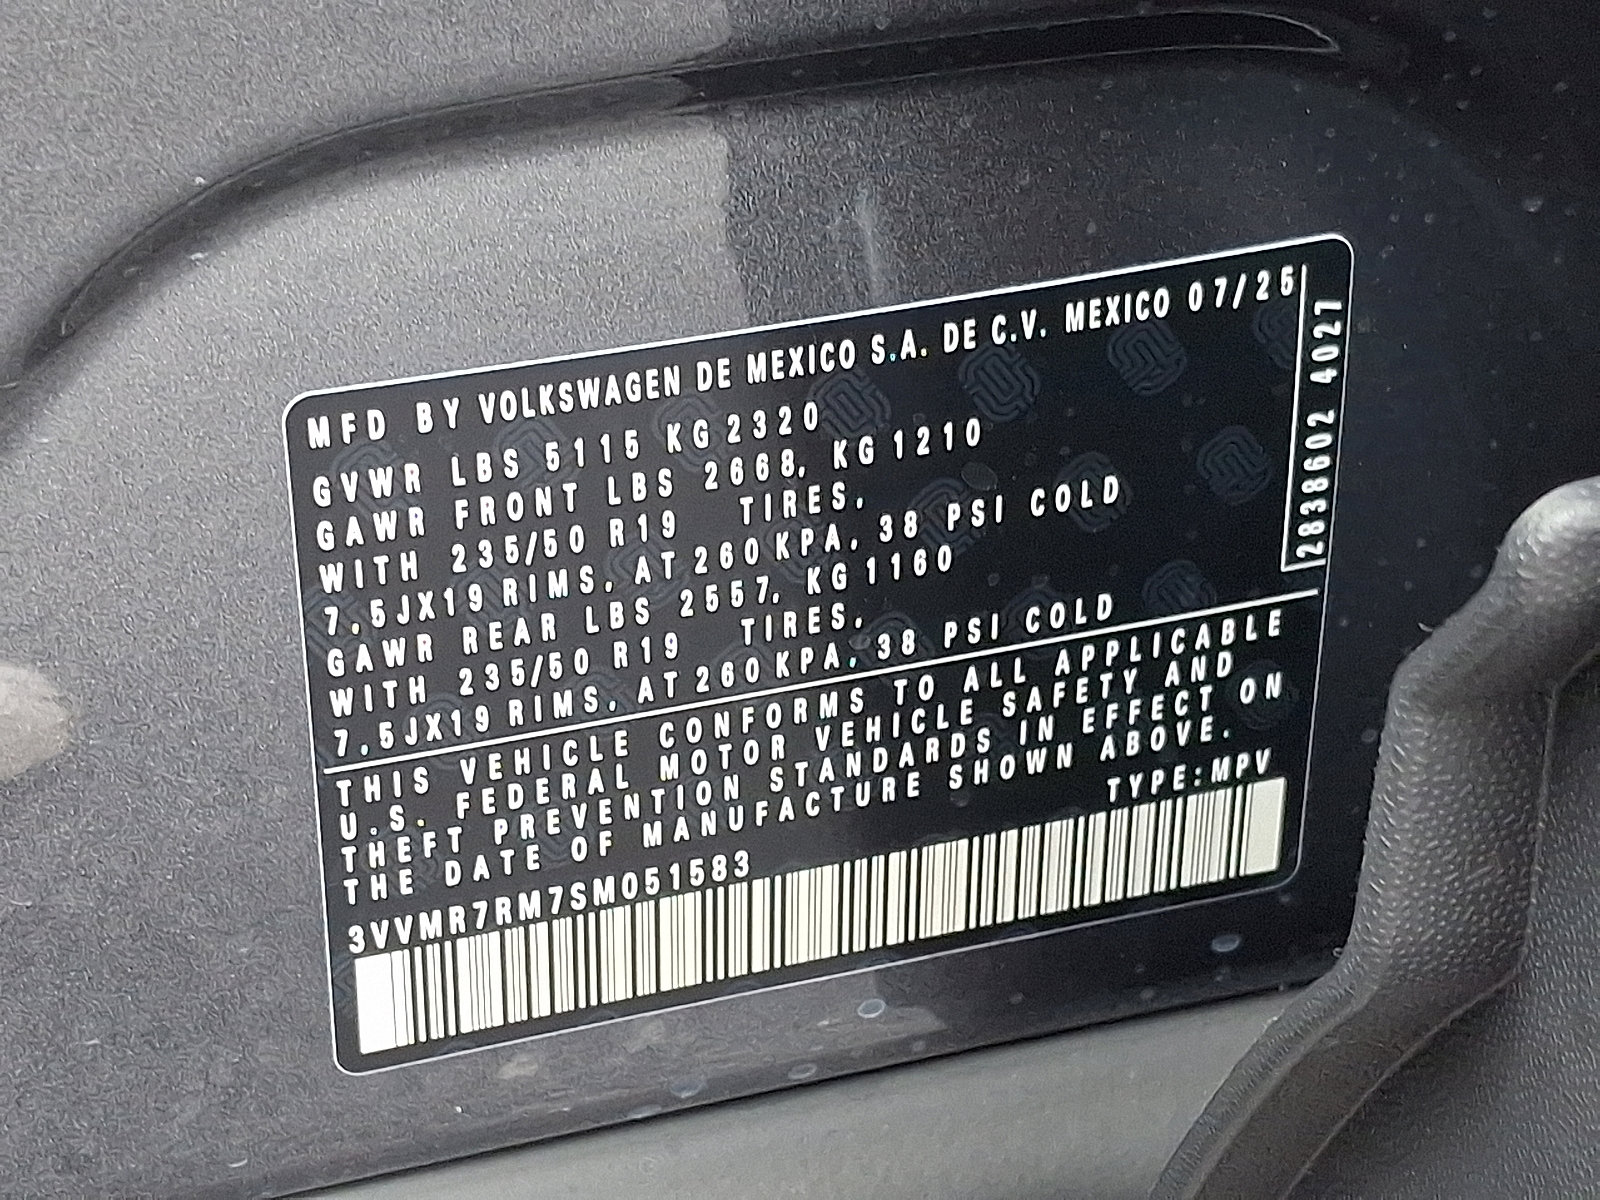 MFD BY VOLKSWAGEN DE MEXICO S.A. DE C.V. MEXICO 07/25
GVWR LBS 5115 KG 2320
GAWR FRONT LBS 2668, KG 1210
WITH 235/50 R19 TIRES,
7.5JX19 RIMS, AT 260 KPA, 38 PSI COLD
GAWR REAR LBS 2557, KG 1160
WITH 235/50 R19 TIRES,
7.5JX19 RIMS, AT 260 KPA, 38 PSI COLD
2838602 4027
THIS VEHICLE CONFORMS TO ALL APPLICABLE
U.S. FEDERAL MOTOR VEHICLE SAFETY AND
THEFT PREVENTION STANDARDS IN EFFECT ON
THE DATE OF MANUFACTURE SHOWN ABOVE.
TYPE:MPV
3VVMR7RM7SM051583